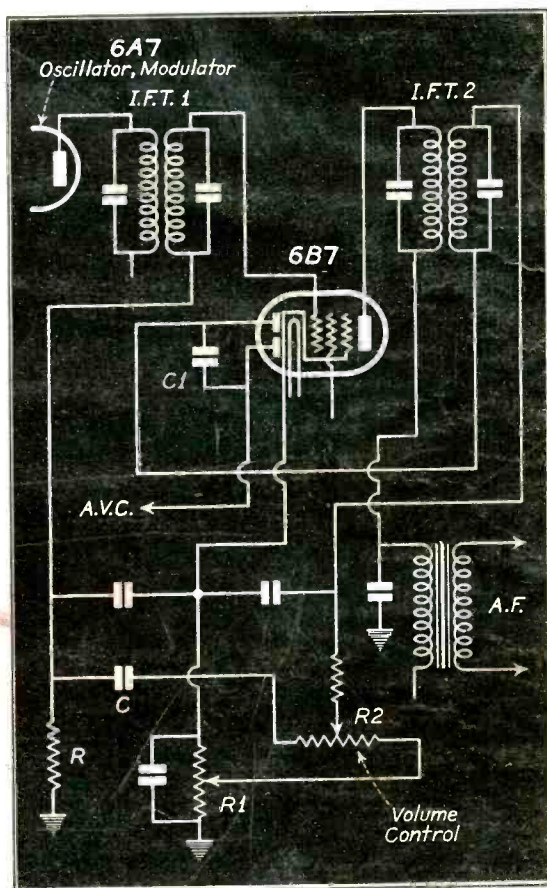 6A7
Oscillator, Modulator
I.F.T. 1
I.F.T. 2
6B7
C1
A.V.C.
A.F.
C
R2
R
R1
Volume
Control